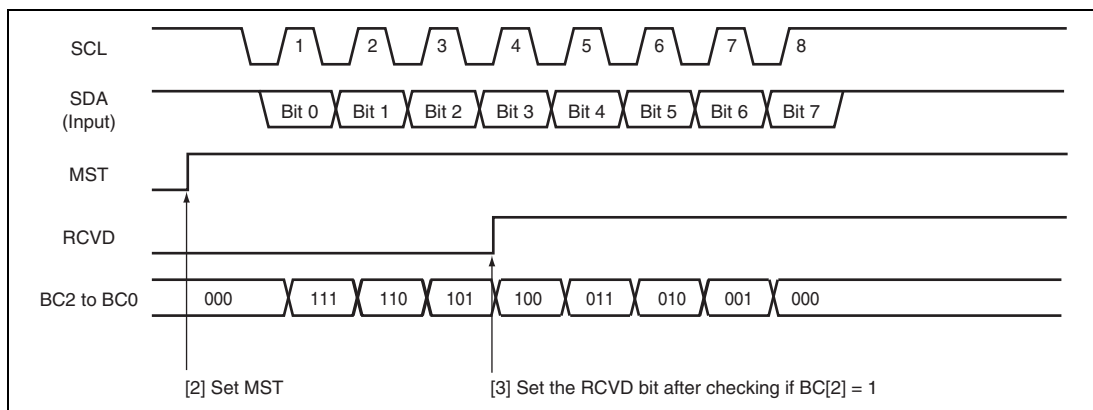 SCL 1 2 3 4 5 6 7 8
SDA
(Input)
Bit 0 Bit 1 Bit 2 Bit 3 Bit 4 Bit 5 Bit 6 Bit 7
MST
RCVD
BC2 to BC0 000 111 110 101 100 011 010 001 000
[2] Set MST [3] Set the RCVD bit after checking if BC[2] = 1